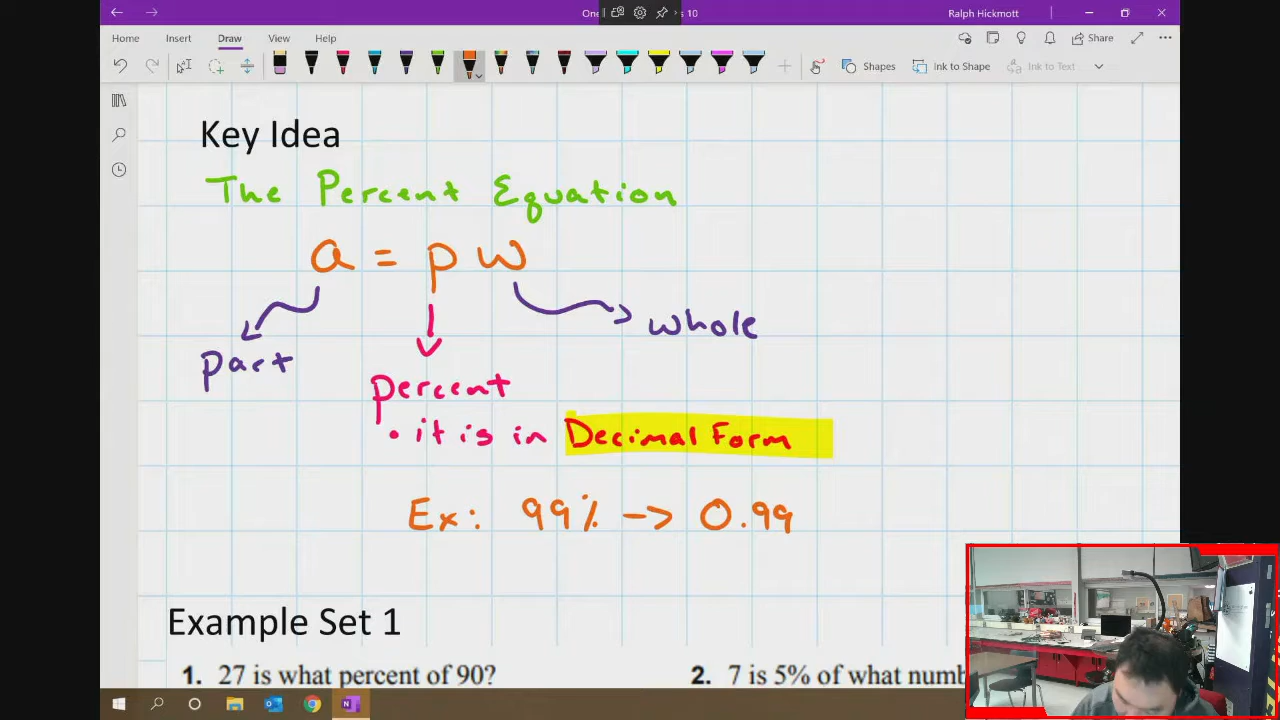 One
s 10
Ralph Hickmott
Home Insert Draw View Help
Share
Shapes
Ink to Shape
Ink to Text
Key Idea
The Percent Equation
a = p w
whole
part
percent
• it is in Decimal Form
Ex: 99% -> 0.99
Example Set 1
1. 27 is what percent of 90?
2. 7 is 5% of what numb